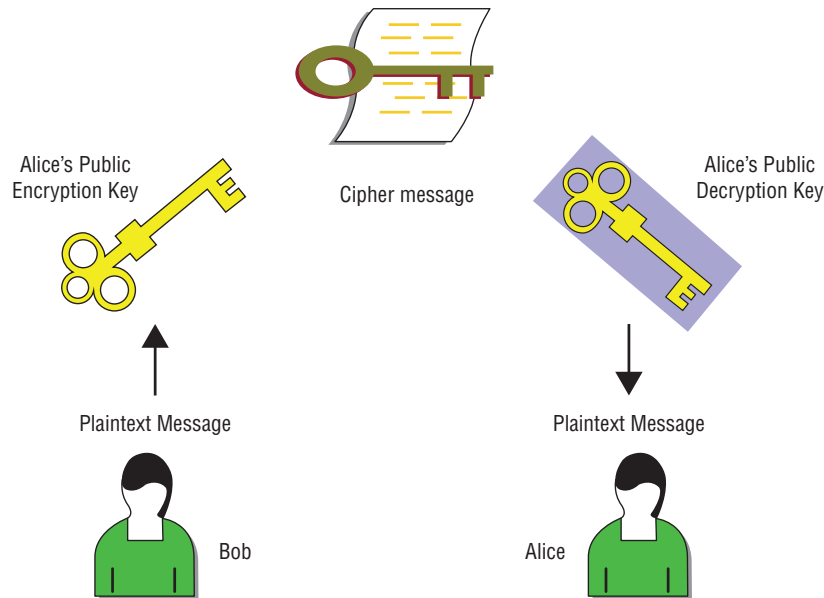 Alice's Public
Encryption Key
Cipher message
Alice's Public
Decryption Key
Plaintext Message
Plaintext Message
Bob
Alice